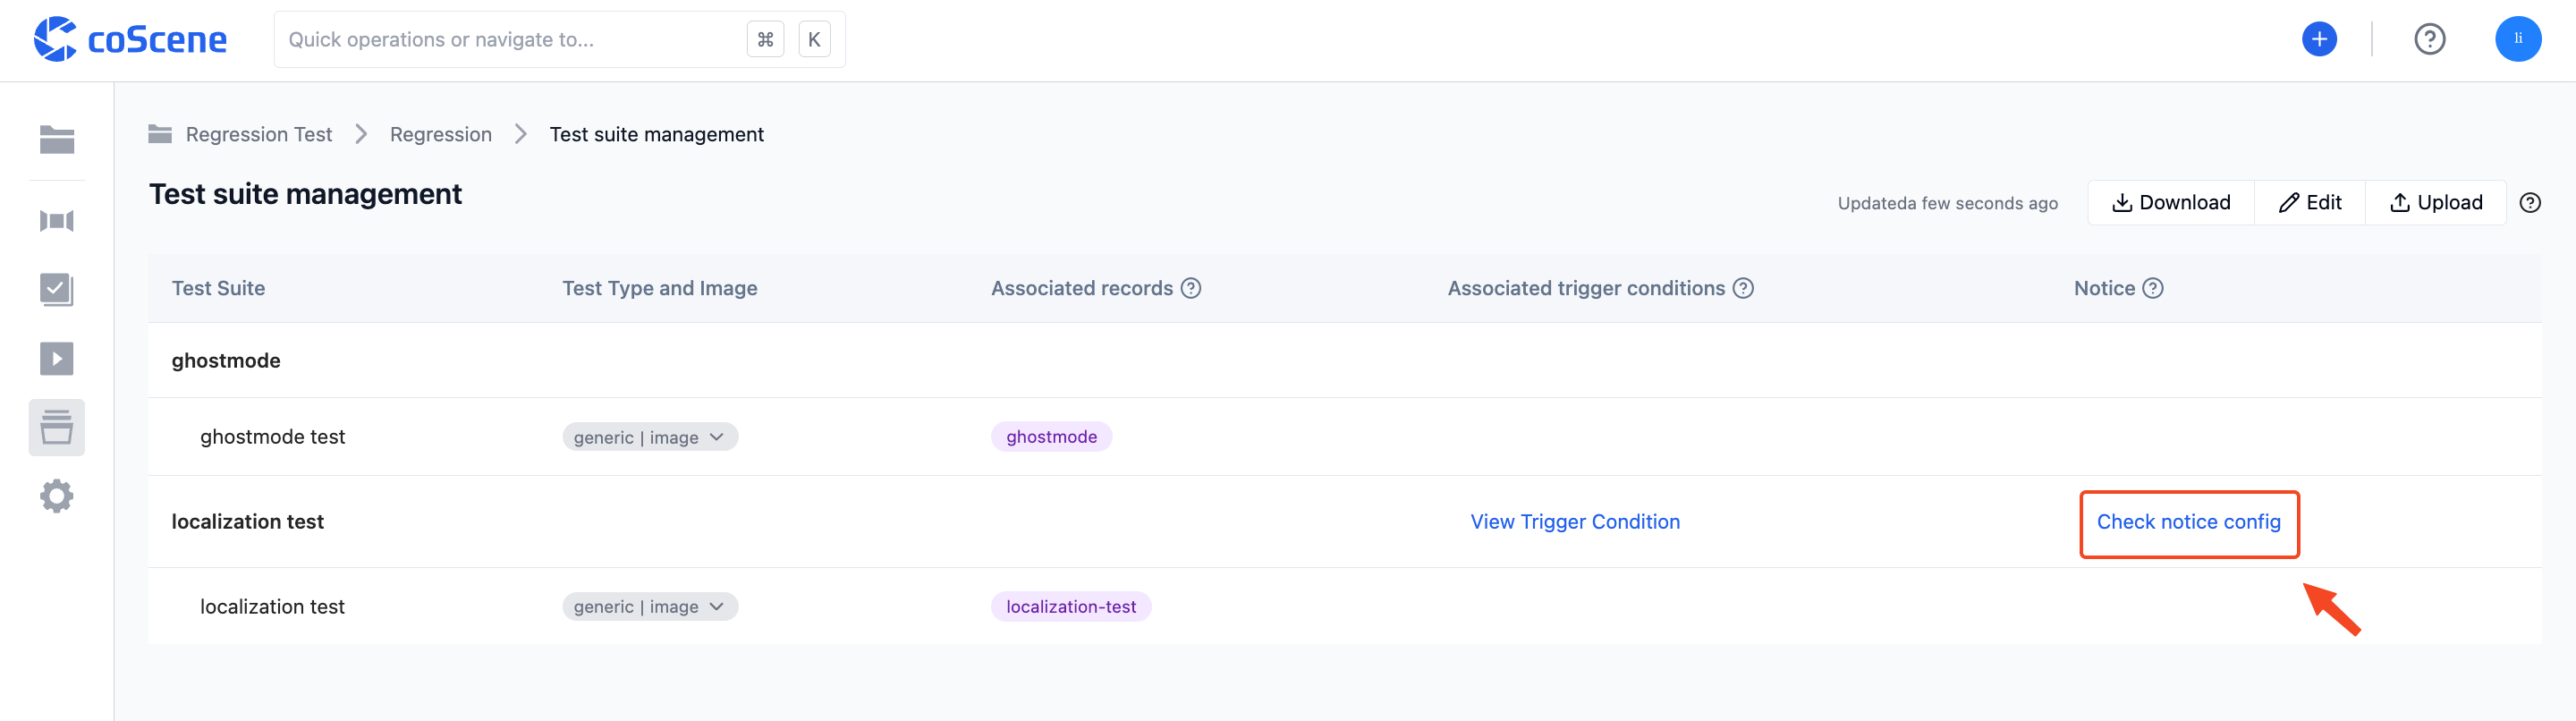 coScene
Quick operations or navigate to...
⌘ K
li
Regression Test
Regression
Test suite management
Test suite management
Updateda few seconds ago
Download
Edit
Upload
Test Suite
Test Type and Image
Associated records
Associated trigger conditions
Notice
ghostmode
ghostmode test
generic | image
ghostmode
localization test
View Trigger Condition
Check notice config
localization test
generic | image
localization-test